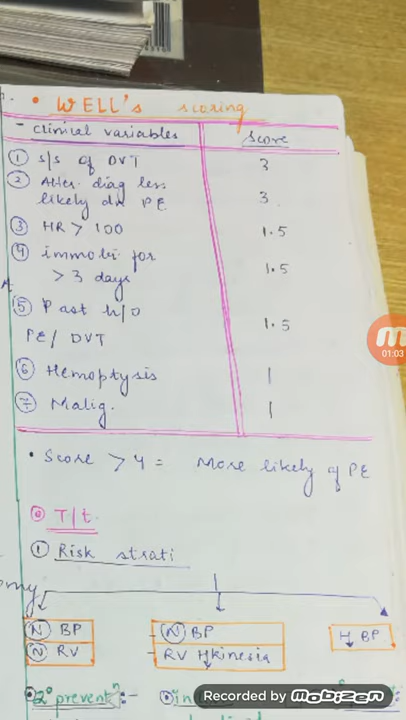 • WELL's scoring
- Clinical variables score
① s/s of DVT 3
② Alter. diag less
likely dn PE 3
③ HR > 100 1.5
④ immobi for
> 3 days 1.5
⑤ Past h/o
PE/ DVT 1.5
⑥ Hemoptysis 1
⑦ Malig. 1
• Score > 4 = More likely of PE
T/t
① Risk strati
Ⓝ BP Ⓝ BP ↓ BP
Ⓝ RV RV Hkinesia
2° preventⁿ :-
01:03
Recorded by MOBIZEN